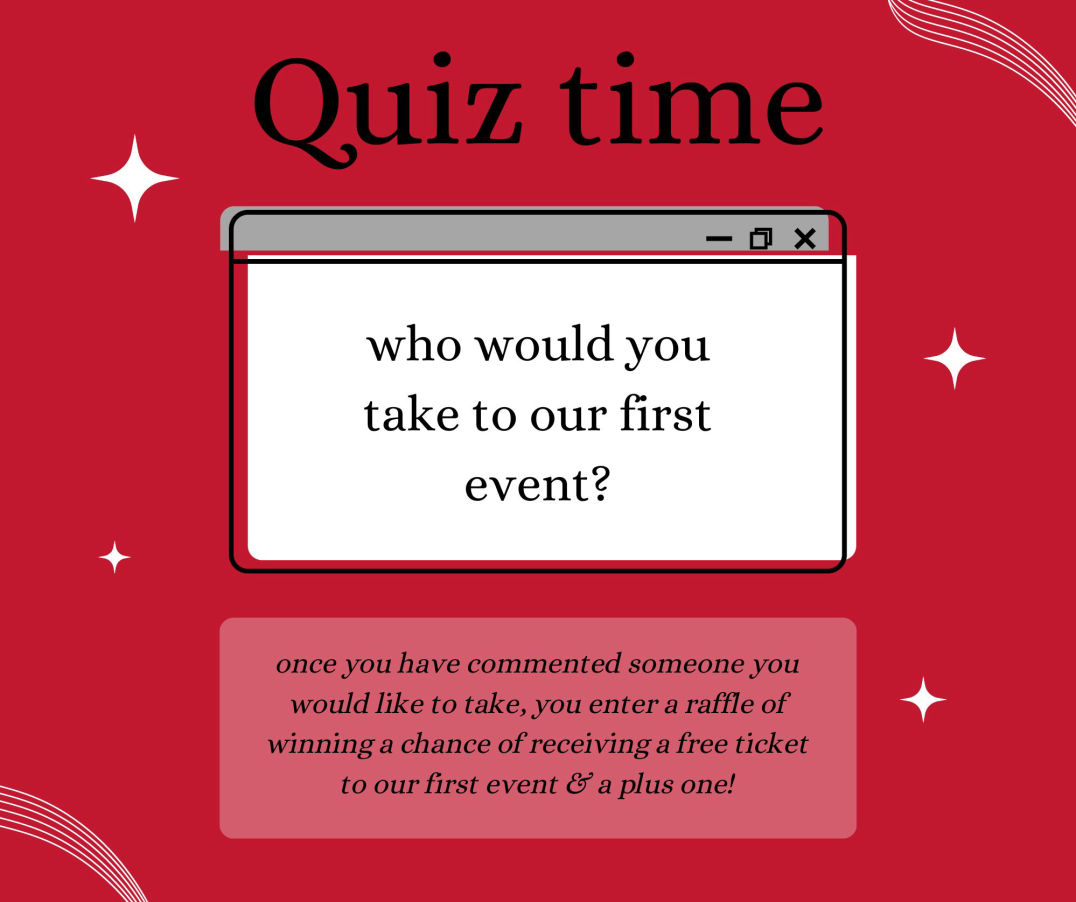 Quiz time
who would you
take to our first
event?
once you have commented someone you
would like to take, you enter a raffle of
winning a chance of receiving a free ticket
to our first event & a plus one!